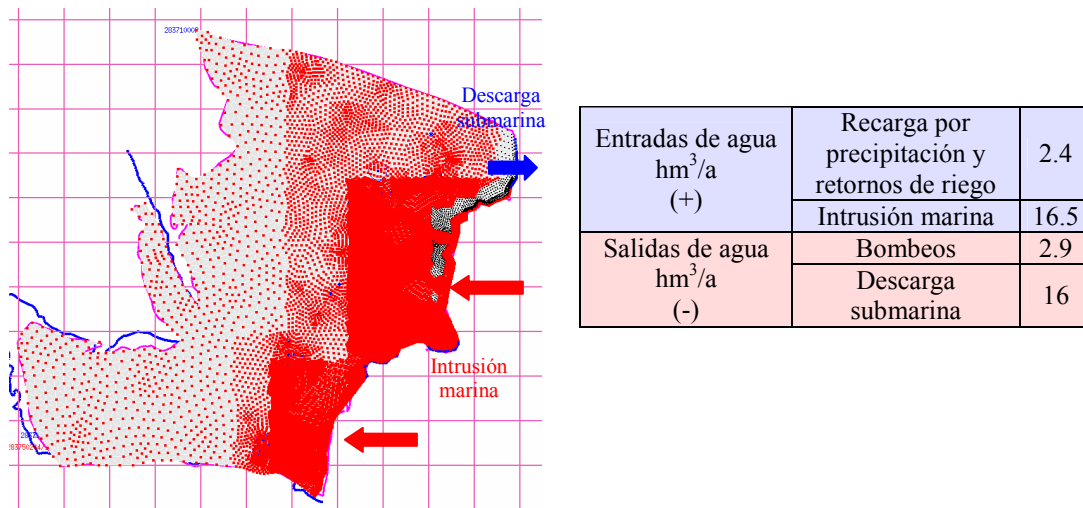 283710008
Descarga
submarina
Intrusión
marina
Entradas de agua
hm³/a
(+)
Recarga por
precipitación y
retornos de riego
2.4
Intrusión marina
16.5
Salidas de agua
hm³/a
(-)
Bombeos
2.9
Descarga
submarina
16